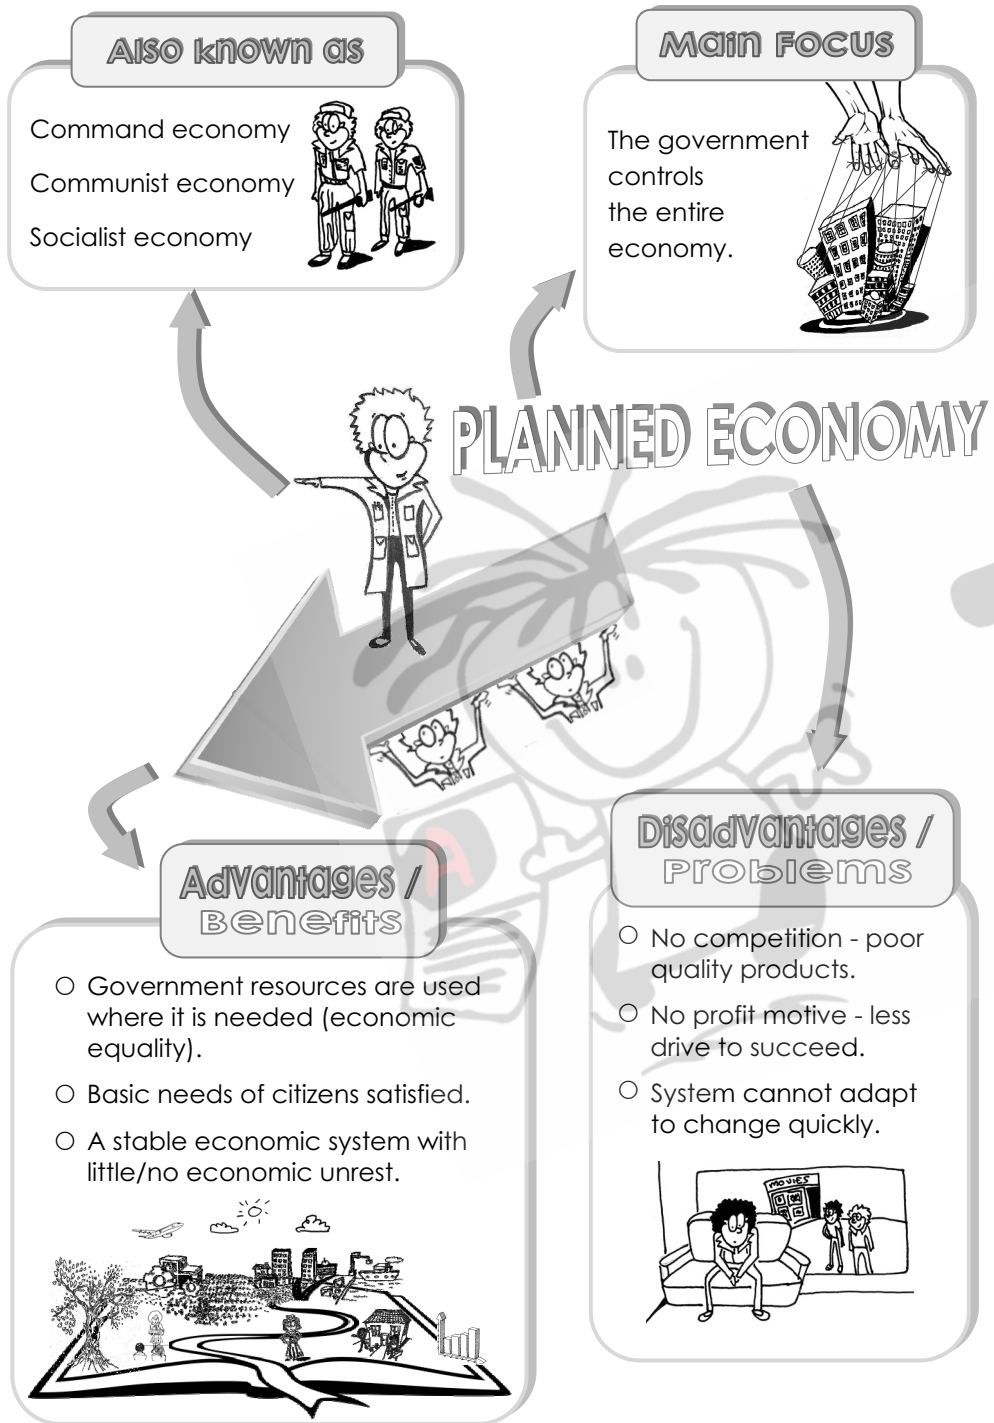 Also known as
Command economy
Communist economy
Socialist economy
Main Focus
The government
controls
the entire
economy.
PLANNED ECONOMY
Advantages /
Benefits
Government resources are used
where it is needed (economic
equality).
Basic needs of citizens satisfied.
A stable economic system with
little/no economic unrest.
Disadvantages /
Problems
No competition - poor
quality products.
No profit motive - less
drive to succeed.
System cannot adapt
to change quickly.
MOVIES
A